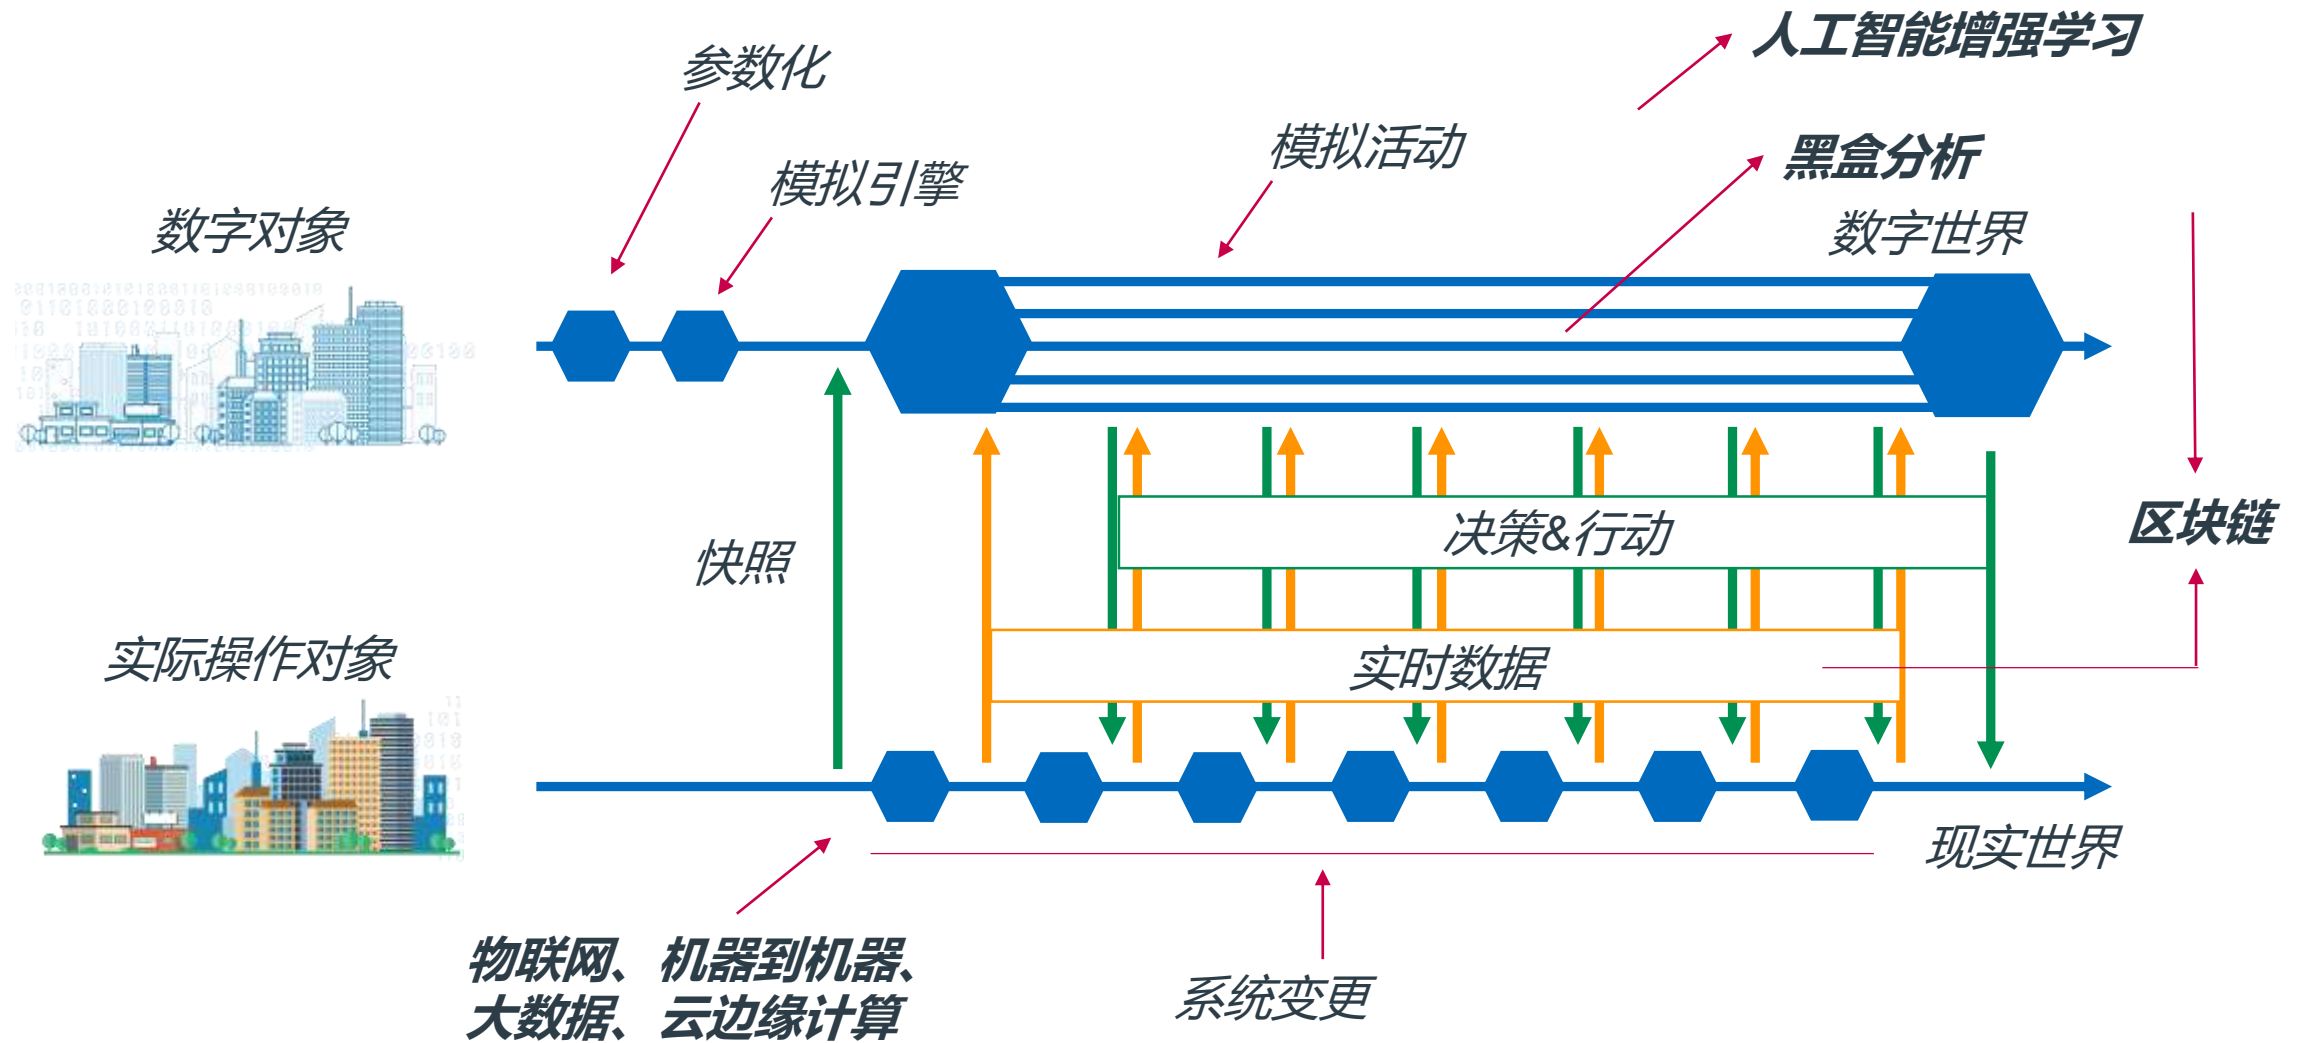 人工智能增强学习
参数化
模拟活动
黑盒分析
模拟引擎
数字对象
数字世界
区块链
决策&行动
快照
实际操作对象
实时数据
现实世界
物联网、机器到机器、
大数据、云边缘计算
系统变更